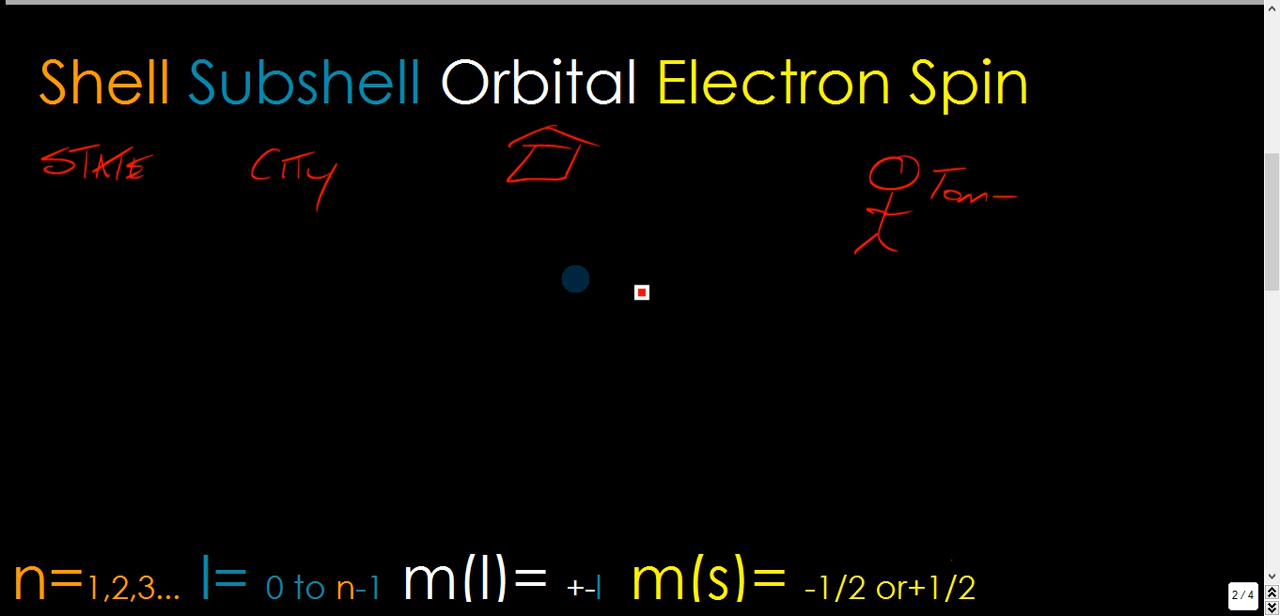 Shell Subshell Orbital Electron Spin
STATE CITY Tom
n=1,2,3... l= 0 to n-1 m(l)= +-l m(s)= -1/2 or+1/2
2 / 4